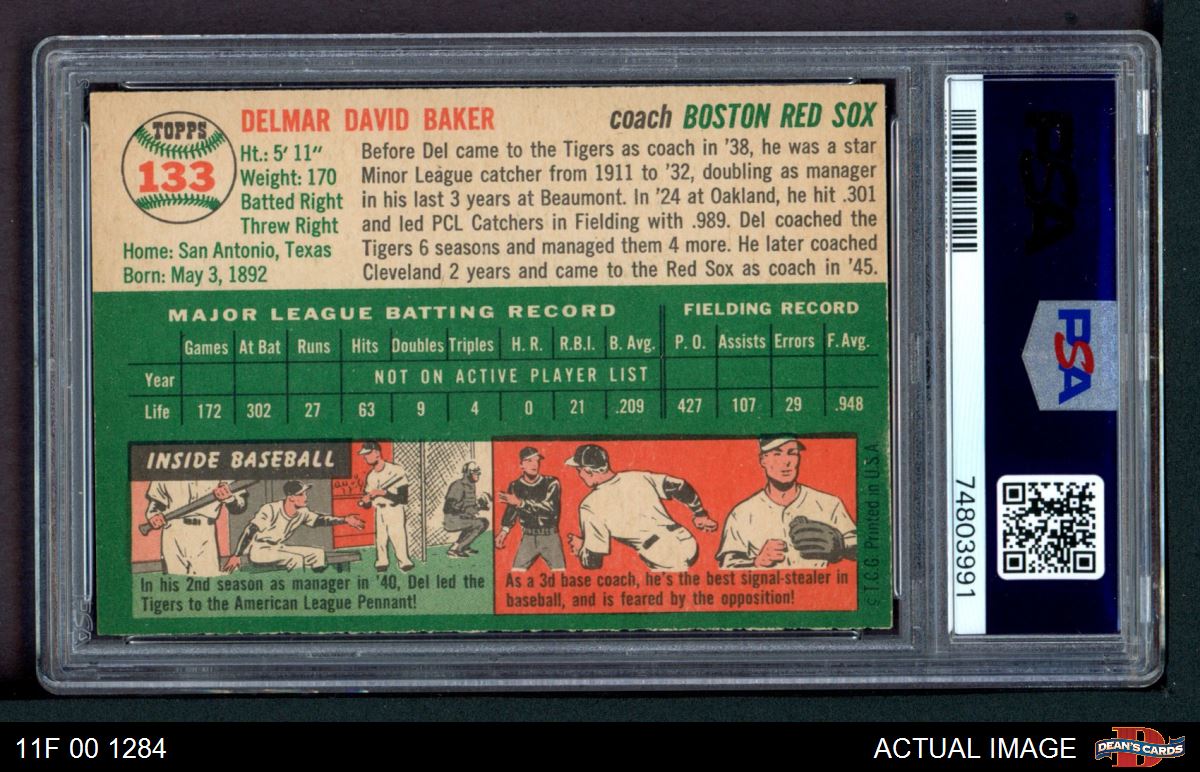 TOPPS
133
DELMAR DAVID BAKER
coach BOSTON RED SOX
Ht.: 5' 11"
Weight: 170
Batted Right
Threw Right
Home: San Antonio, Texas
Born: May 3, 1892
Before Del came to the Tigers as coach in '38, he was a star
Minor League catcher from 1911 to '32, doubling as manager
in his last 3 years at Beaumont. In '24 at Oakland, he hit .301
and led PCL Catchers in Fielding with .989. Del coached the
Tigers 6 seasons and managed them 4 more. He later coached
Cleveland 2 years and came to the Red Sox as coach in '45.
MAJOR LEAGUE BATTING RECORD
FIELDING RECORD
Games At Bat Runs Hits Doubles Triples H. R. R.B.I. B. Avg. P. O. Assists Errors F. Avg.
Year NOT ON ACTIVE PLAYER LIST
Life 172 302 27 63 9 4 0 21 .209 427 107 29 .948
INSIDE BASEBALL
In his 2nd season as manager in '40, Del led the
Tigers to the American League Pennant!
As a 3d base coach, he's the best signal-stealer in
baseball, and is feared by the opposition!
© T.C.G. Printed in U.S.A.
PSA
PSA
74803991
PSA
11F 00 1284
ACTUAL IMAGE
DEAN'S CARDS